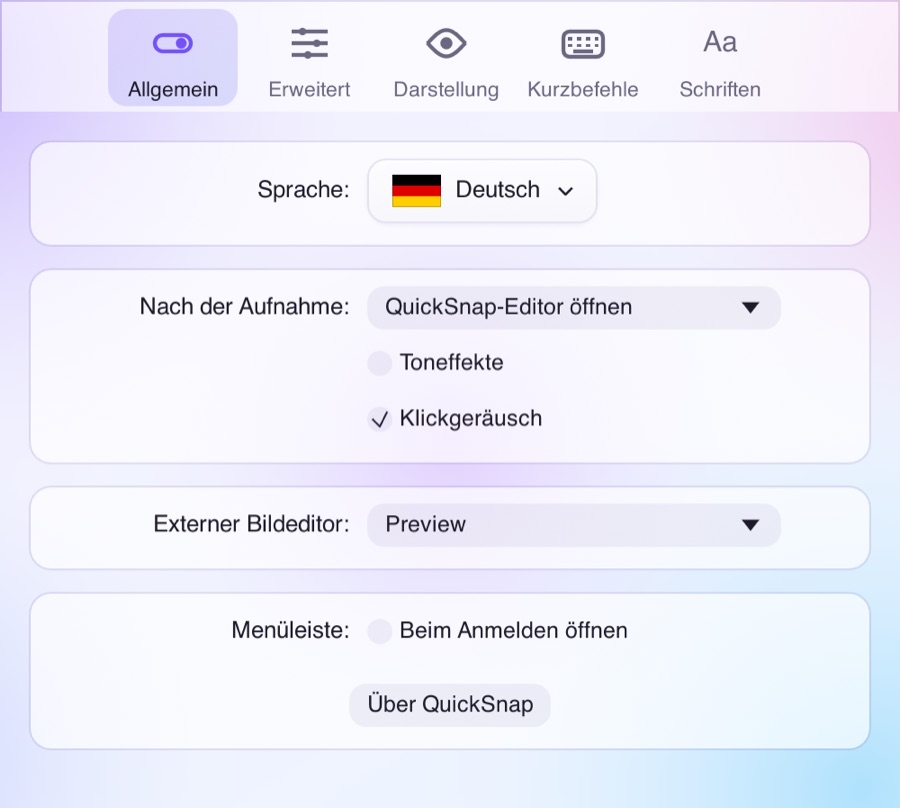 Allgemein Erweitert Darstellung Kurzbefehle Aa Schriften
Sprache: Deutsch
Nach der Aufnahme: QuickSnap-Editor öffnen
Toneffekte
Klickgeräusch
Externer Bildeditor: Preview
Menüleiste: Beim Anmelden öffnen
Über QuickSnap